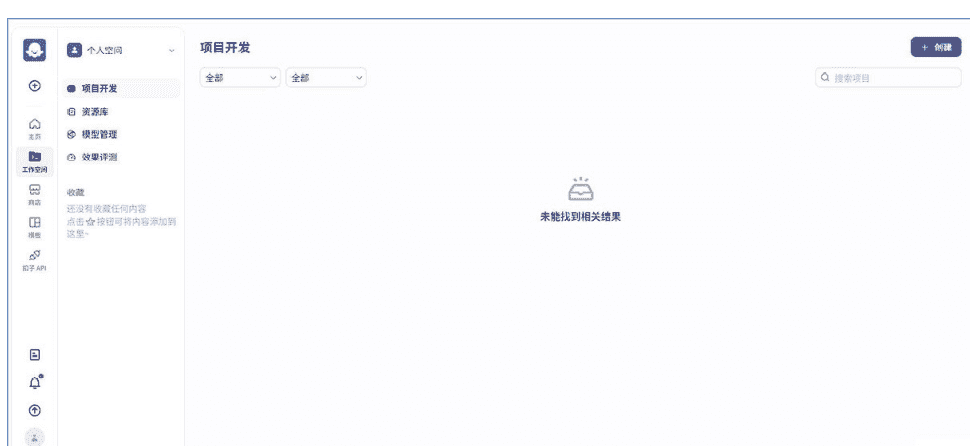 个人空间
项目开发
资源库
模型管理
效果评测
收藏
还没有收藏任何内容
点击☆按钮可将内容添加到
这里~
主页
工作空间
商店
模板
扣子 API
项目开发
+ 创建
全部
全部
搜索项目
未能找到相关结果